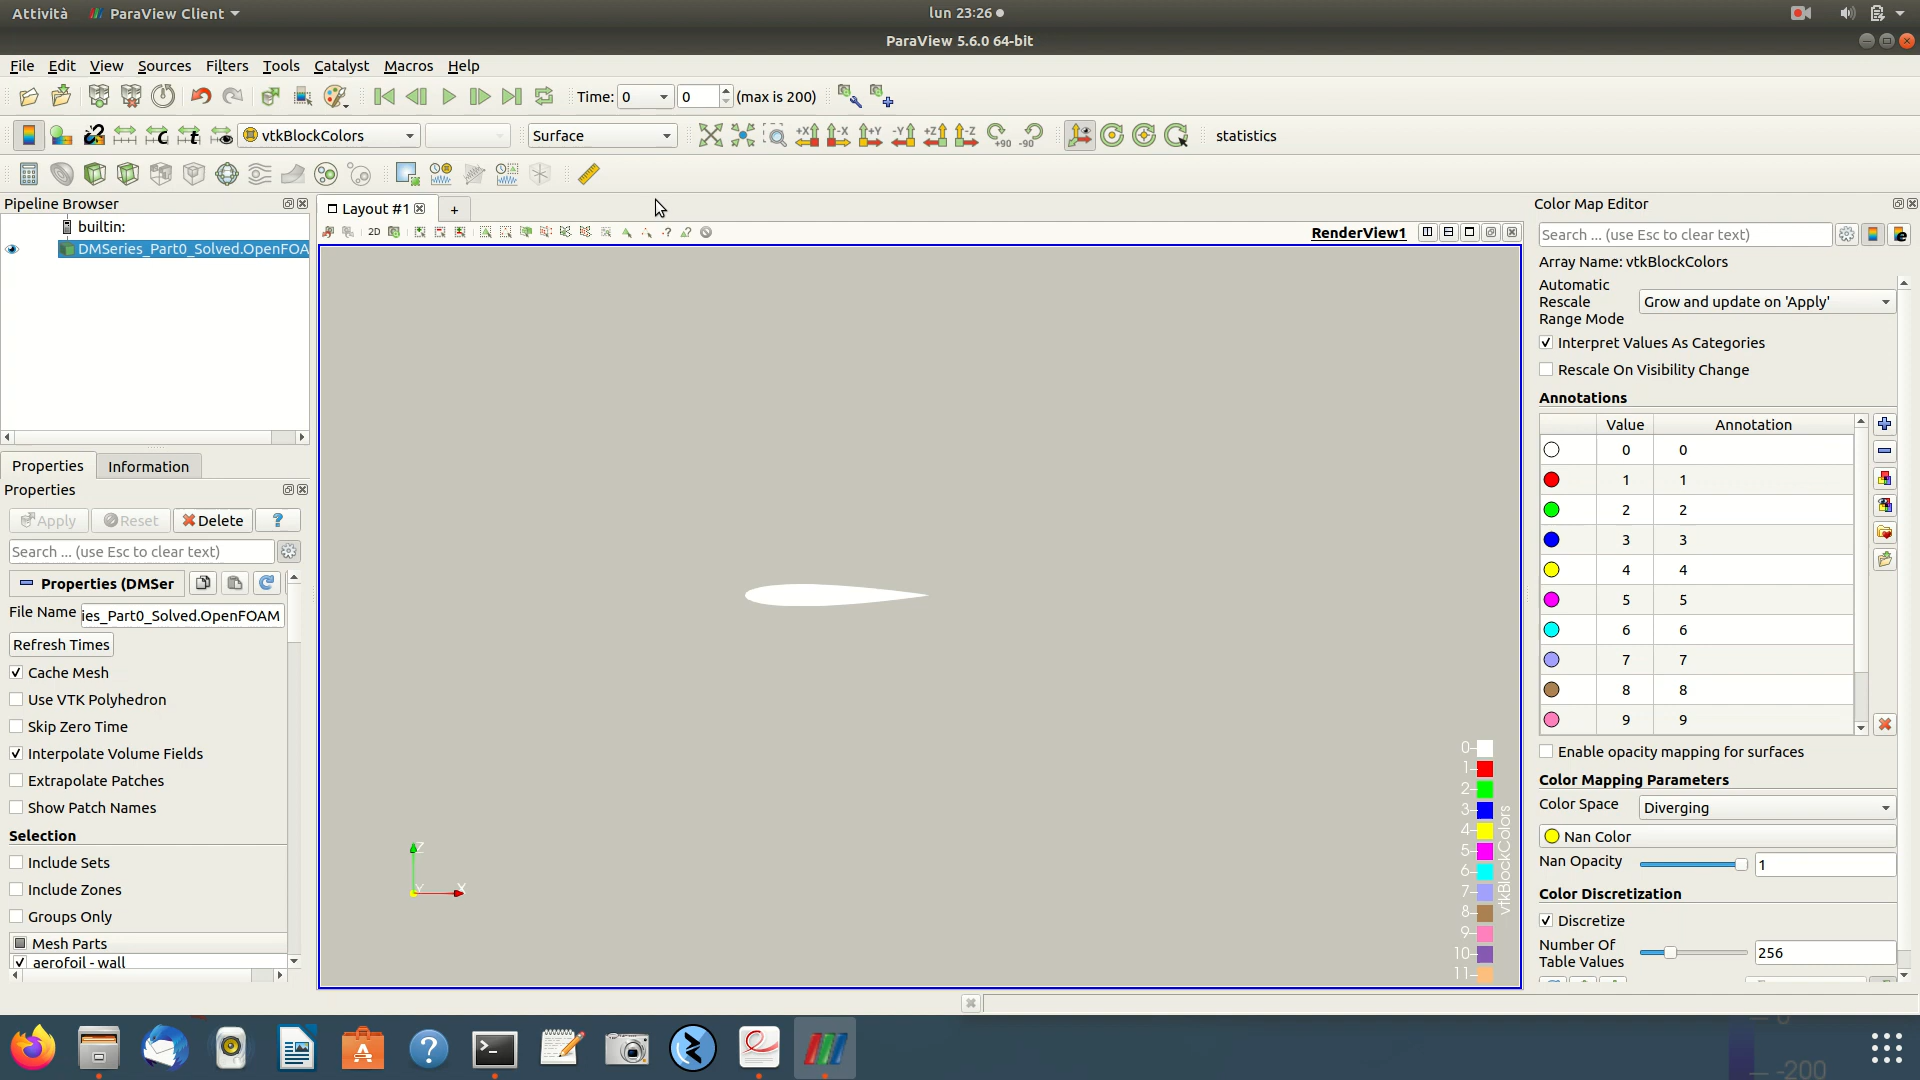 Attività
ParaView Client
lun 23:26
ParaView 5.6.0 64-bit
File Edit View Sources Filters Tools Catalyst Macros Help
Time: 0 0 (max is 200)
vtkBlockColors
Surface
+X -X +Y -Y +Z -Z +90 -90
statistics
Pipeline Browser
builtin:
DMSeries_Part0_Solved.OpenFOA
Properties Information
Properties
Apply Reset Delete ?
Search ... (use Esc to clear text)
Properties (DMSer
File Name ies_Part0_Solved.OpenFOAM
Refresh Times
Cache Mesh
Use VTK Polyhedron
Skip Zero Time
Interpolate Volume Fields
Extrapolate Patches
Show Patch Names
Selection
Include Sets
Include Zones
Groups Only
Mesh Parts
aerofoil - wall
Layout #1 +
2D
RenderView1
Z
Y X
0
1
2
3
4
5
6
7
8
9
10
11
vtkBlockColors
Color Map Editor
Search ... (use Esc to clear text)
Array Name: vtkBlockColors
Automatic
Rescale
Range Mode
Grow and update on 'Apply'
Interpret Values As Categories
Rescale On Visibility Change
Annotations
Value Annotation
0 0
1 1
2 2
3 3
4 4
5 5
6 6
7 7
8 8
9 9
Enable opacity mapping for surfaces
Color Mapping Parameters
Color Space Diverging
Nan Color
Nan Opacity 1
Color Discretization
Discretize
Number Of
Table Values
256
-200